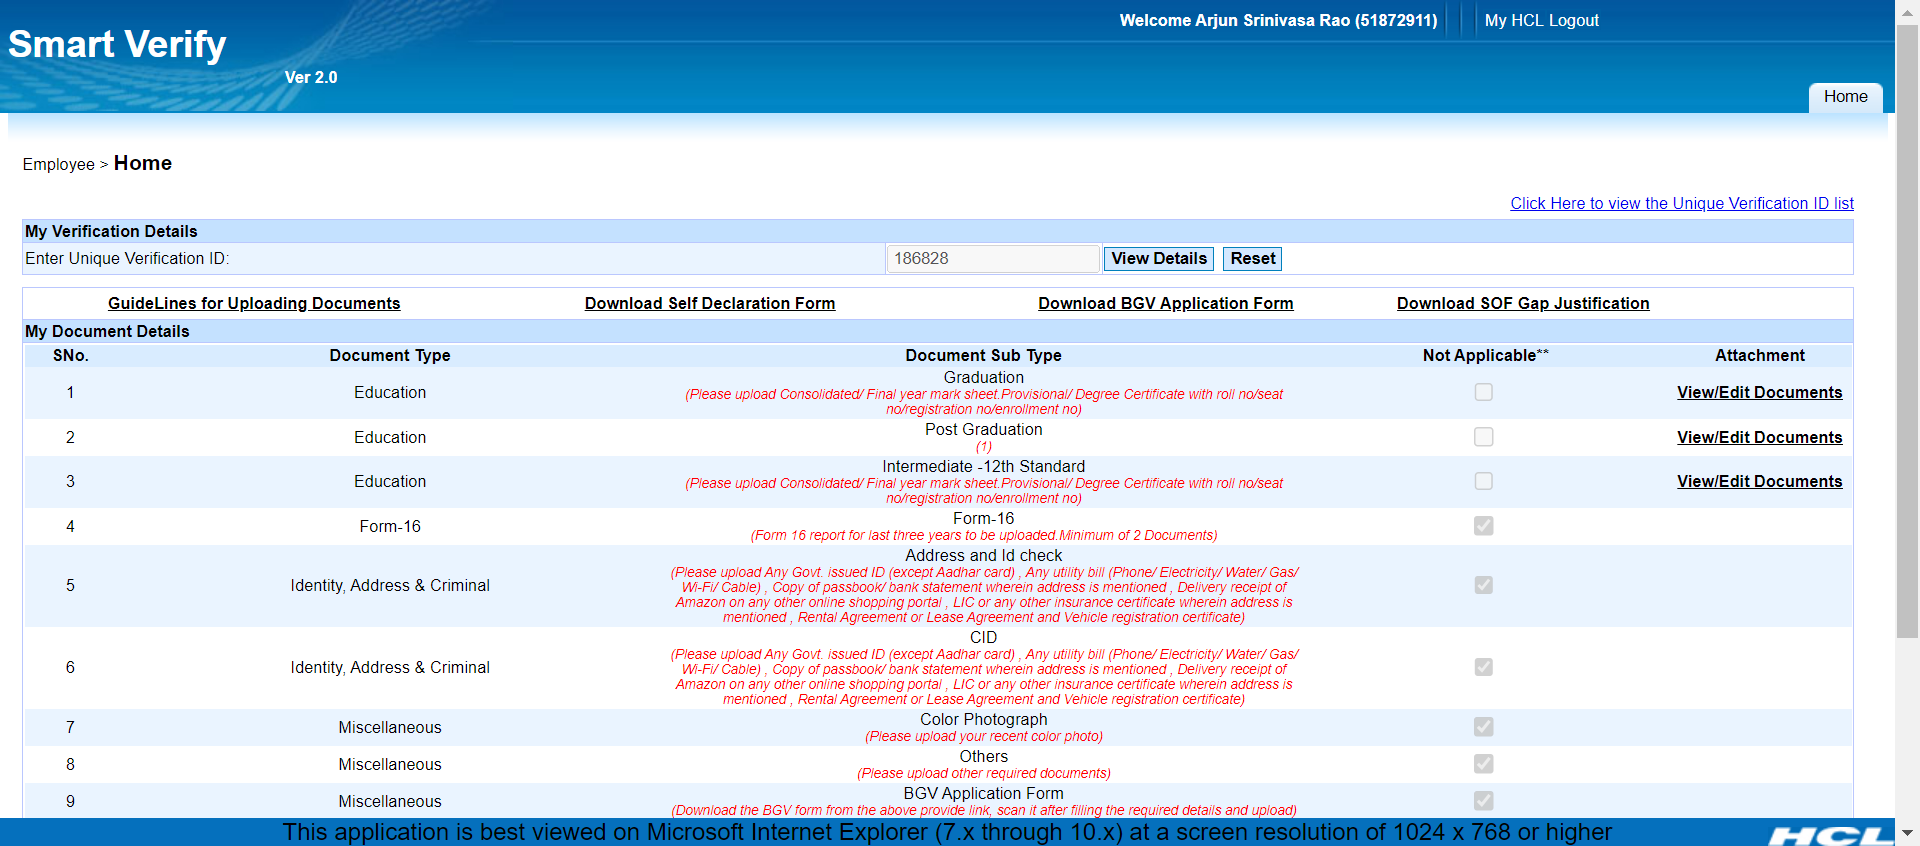 Welcome Arjun Srinivasa Rao (51872911)
My HCL Logout
Smart Verify
Ver 2.0
Home
Employee > Home
Click Here to view the Unique Verification ID list
My Verification Details
Enter Unique Verification ID: 186828 View Details Reset
GuideLines for Uploading Documents Download Self Declaration Form Download BGV Application Form Download SOF Gap Justification
My Document Details
SNo. Document Type Document Sub Type Not Applicable** Attachment
1 Education Graduation View/Edit Documents
(Please upload Consolidated/ Final year mark sheet.Provisional/ Degree Certificate with roll no/seat
no/registration no/enrollment no)
2 Education Post Graduation View/Edit Documents
(1)
3 Education Intermediate -12th Standard View/Edit Documents
(Please upload Consolidated/ Final year mark sheet.Provisional/ Degree Certificate with roll no/seat
no/registration no/enrollment no)
4 Form-16 Form-16
(Form 16 report for last three years to be uploaded.Minimum of 2 Documents)
5 Identity, Address & Criminal Address and Id check
(Please upload Any Govt. issued ID (except Aadhar card) , Any utility bill (Phone/ Electricity/ Water/ Gas/
Wi-Fi/ Cable) , Copy of passbook/ bank statement wherein address is mentioned , Delivery receipt of
Amazon on any other online shopping portal , LIC or any other insurance certificate wherein address is
mentioned , Rental Agreement or Lease Agreement and Vehicle registration certificate)
6 Identity, Address & Criminal CID
(Please upload Any Govt. issued ID (except Aadhar card) , Any utility bill (Phone/ Electricity/ Water/ Gas/
Wi-Fi/ Cable) , Copy of passbook/ bank statement wherein address is mentioned , Delivery receipt of
Amazon on any other online shopping portal , LIC or any other insurance certificate wherein address is
mentioned , Rental Agreement or Lease Agreement and Vehicle registration certificate)
7 Miscellaneous Color Photograph
(Please upload your recent color photo)
8 Miscellaneous Others
(Please upload other required documents)
9 Miscellaneous BGV Application Form
(Download the BGV form from the above provide link, scan it after filling the required details and upload)
This application is best viewed on Microsoft Internet Explorer (7.x through 10.x) at a screen resolution of 1024 x 768 or higher
HCL